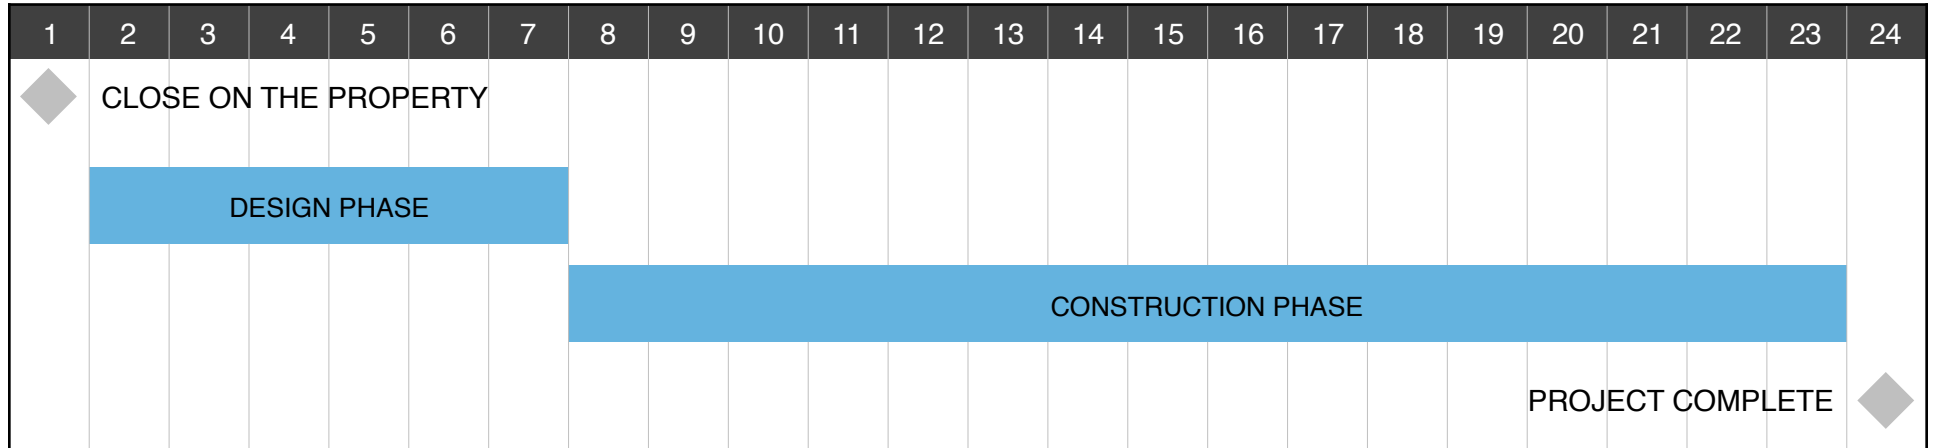 1 2 3 4 5 6 7 8 9 10 11 12 13 14 15 16 17 18 19 20 21 22 23 24
CLOSE ON THE PROPERTY
DESIGN PHASE
CONSTRUCTION PHASE
PROJECT COMPLETE